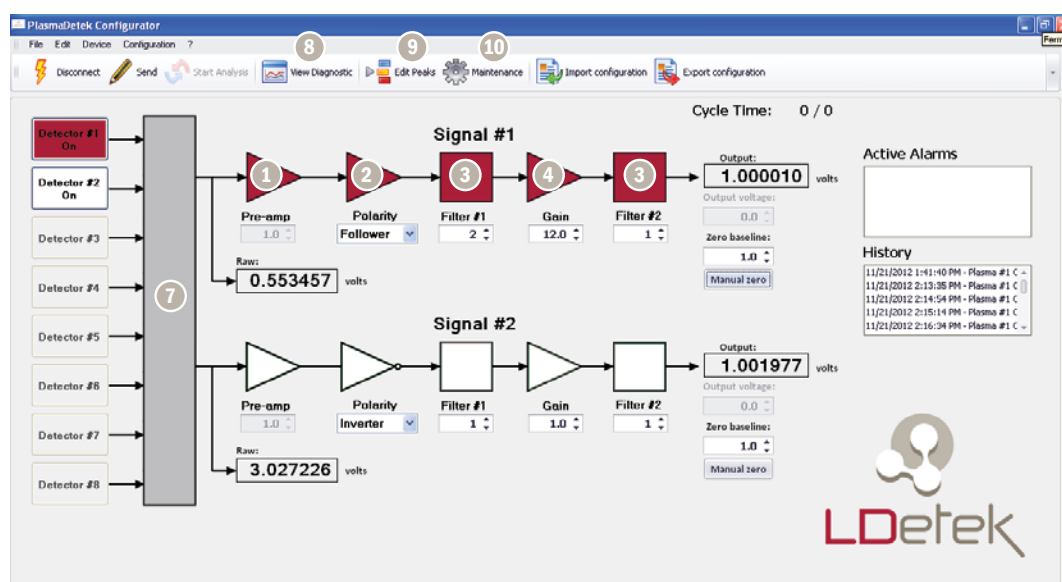 PlasmaDetek Configurator
Ferm
File Edit Device Configuration ?
8 9 10
Disconnect Send Start Analysis View Diagnostic Edit Peaks Maintenance Import configuration Export configuration
Cycle Time: 0 / 0
Detector #1
On
Detector #2
On
Detector #3
Detector #4
Detector #5
Detector #6
Detector #7
Detector #8
7
Signal #1
1 2 3 4 3
Pre-amp
1.0
Polarity
Follower
Filter #1
2
Gain
12.0
Filter #2
1
Raw:
0.553457 volts
Output:
1.000010 volts
Output voltage:
0.0
Zero baseline:
1.0
Manual zero
Signal #2
Pre-amp
1.0
Polarity
Inverter
Filter #1
1
Gain
1.0
Filter #2
1
Raw:
3.027226 volts
Output:
1.001977 volts
Output voltage:
0.0
Zero baseline:
1.0
Manual zero
Active Alarms
History
11/21/2012 1:41:40 PM - Plasma #1 C
11/21/2012 2:13:35 PM - Plasma #1 C
11/21/2012 2:14:54 PM - Plasma #1 C
11/21/2012 2:15:14 PM - Plasma #1 C
11/21/2012 2:16:34 PM - Plasma #1 C
LDetek